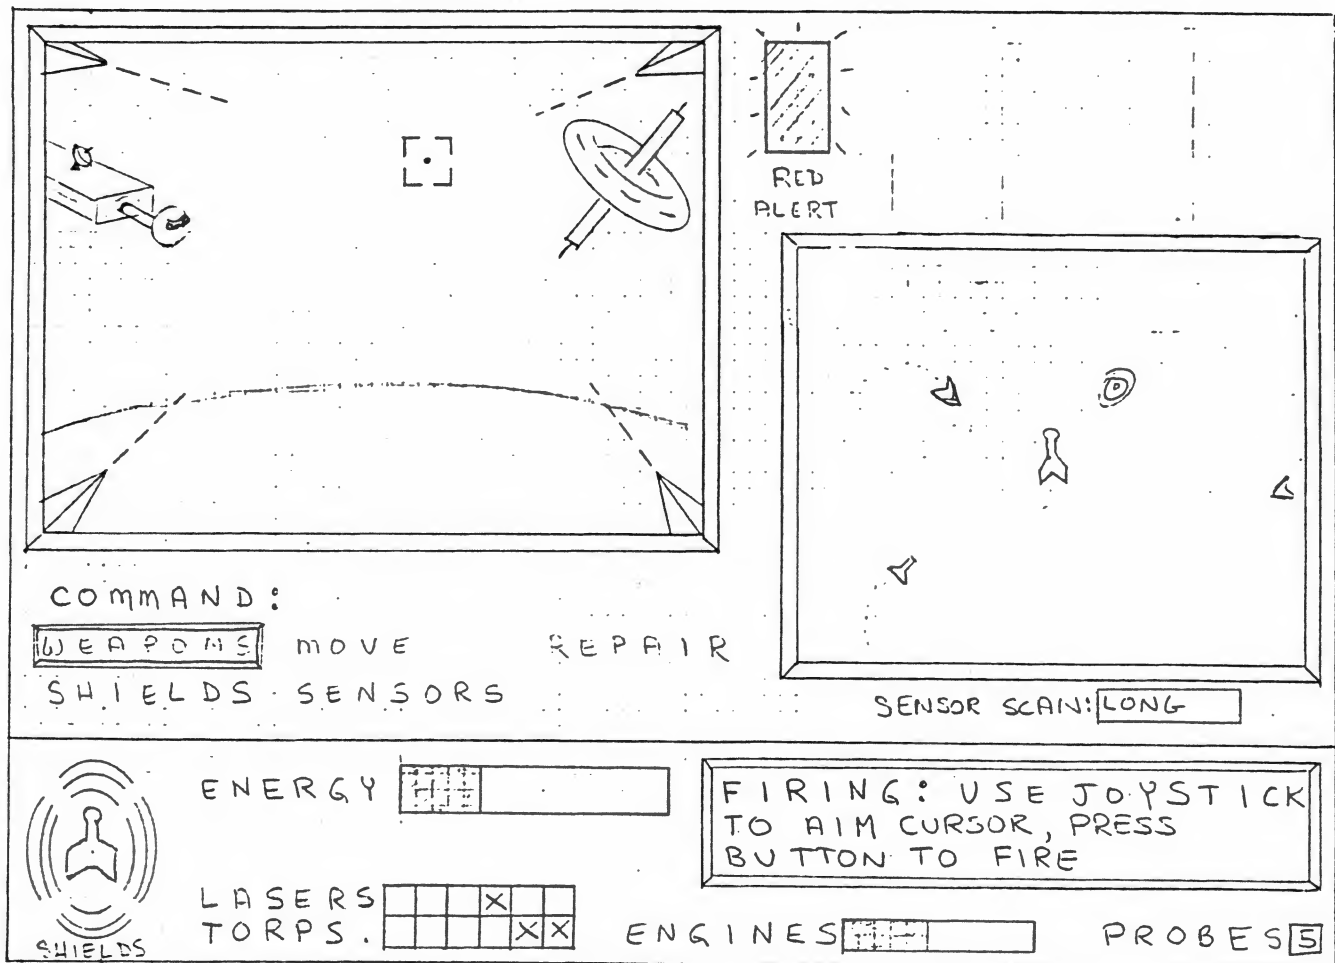 RED
ALERT
COMMAND:
WEAPONS MOVE REPAIR
SHIELDS SENSORS
SENSOR SCAN: LONG
ENERGY
FIRING: USE JOYSTICK
TO AIM CURSOR, PRESS
BUTTON TO FIRE
LASERS X
TORPS. X X
SHIELDS
ENGINES
PROBES 5